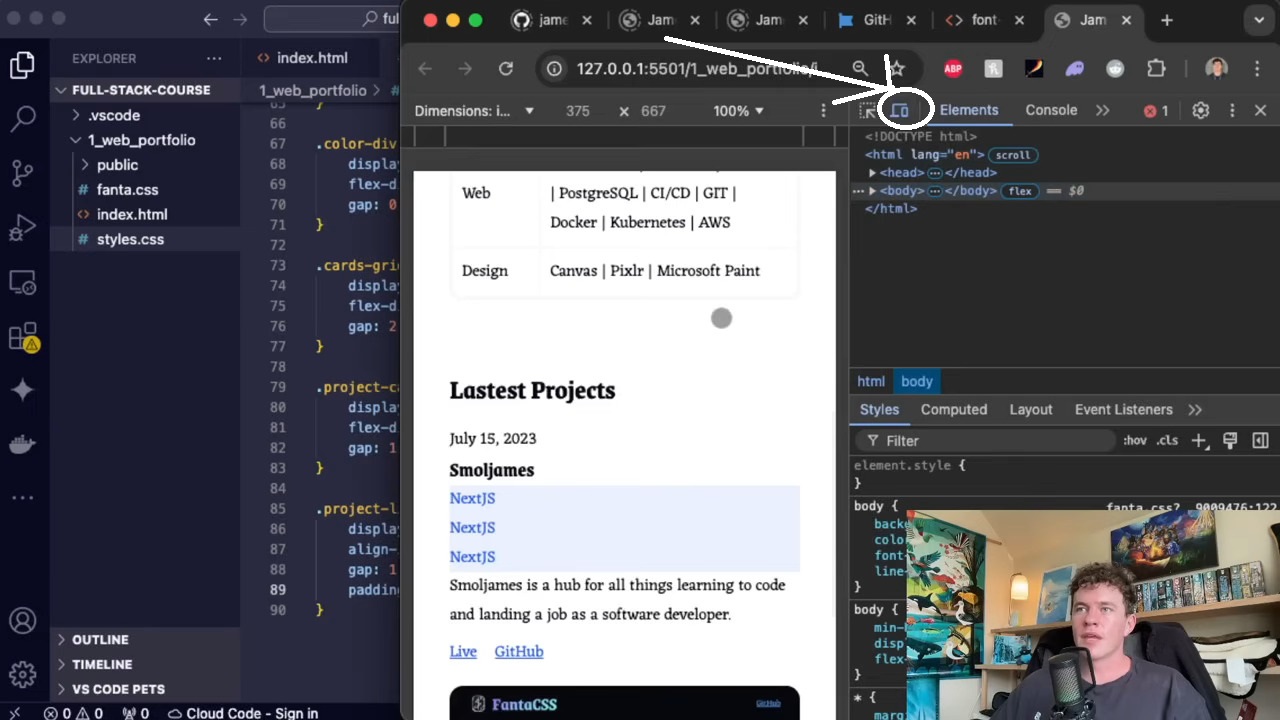 EXPLORER
index.html
ful
FULL-STACK-COURSE
.vscode
1_web_portfolio
public
fanta.css
index.html
styles.css
OUTLINE
TIMELINE
VS CODE PETS
0 0 0 Cloud Code - Sign in
1_web_portfolio > #
66 }
67 .color-div
68 display
69 flex-d
70 gap: 0
71 }
72
73 .cards-gri
74 display
75 flex-d
76 gap: 2
77 }
78
79 .project-ca
80 display
81 flex-d
82 gap: 1
83 }
84
85 .project-l
86 display
87 align-
88 gap: 1
89 padding
90 }
jame
Jam
Jam
GitH
<> font-
Jam
127.0.0.1:5501/1_web_portfolio/i
ABP
Dimensions: i... 375 x 667 100%
Elements Console >> 1
Web
| PostgreSQL | CI/CD | GIT |
Docker | Kubernetes | AWS
Design Canvas | Pixlr | Microsoft Paint
Lastest Projects
July 15, 2023
Smoljames
NextJS
NextJS
NextJS
Smoljames is a hub for all things learning to code
and landing a job as a software developer.
Live GitHub
FantaCSS GitHub
<!DOCTYPE html>
<html lang="en"> scroll
<head> ⋯ </head>
⋯ <body> ⋯ </body> flex == $0
</html>
html body
Styles Computed Layout Event Listeners >>
Filter :hov .cls
element.style {
}
body { fanta.css?
back
colo
font-
line-
}
body {
min-
disp
flex-
}
* {
marg